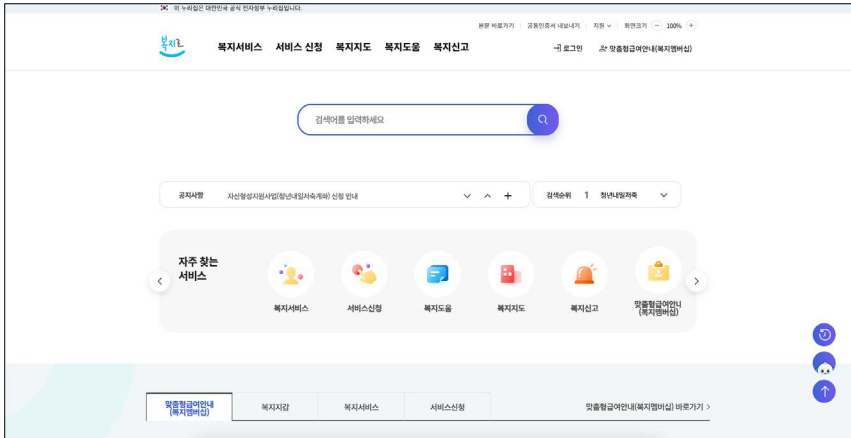 이 누리집은 대한민국 공식 전자정부 누리집입니다.
본문 바로가기 공동인증서 내보내기 지원 화면크기 - 100% +
복지로
복지서비스 서비스 신청 복지지도 복지도움 복지신고 로그인 맞춤형급여안내(복지멤버십)
검색어를 입력하세요
공지사항 자산형성지원사업(청년내일저축계좌) 신청 안내 검색순위 1 청년내일저축
자주 찾는
서비스
복지서비스 서비스신청 복지도움 복지지도 복지신고 맞춤형급여안내
(복지멤버십)
맞춤형급여안내
(복지멤버십)
복지지갑 복지서비스 서비스신청 맞춤형급여안내(복지멤버십) 바로가기 >